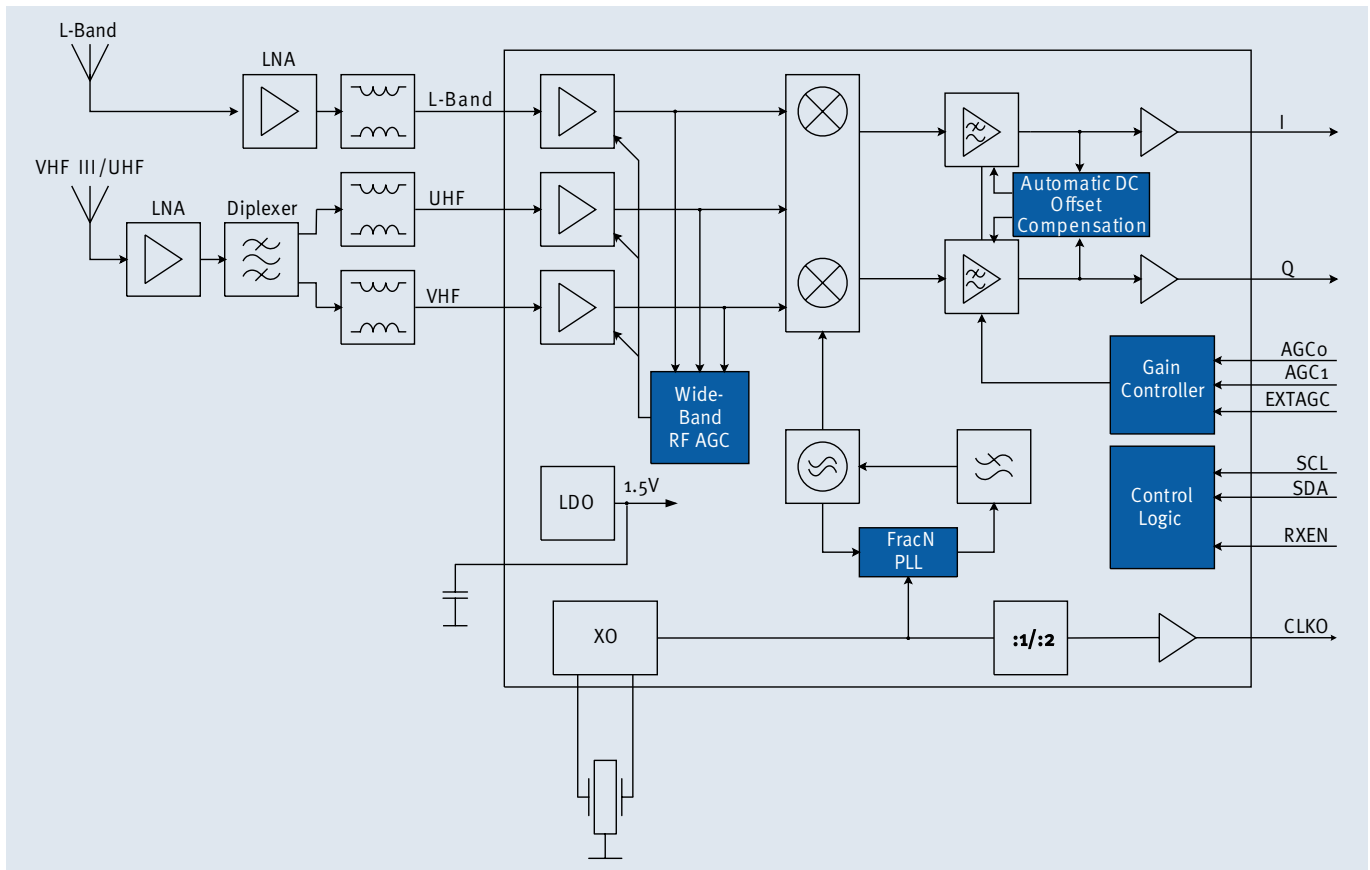 L-Band
LNA
L-Band
VHF III/UHF
LNA
Diplexer
UHF
VHF
Wide-
Band
RF AGC
Automatic DC
Offset
Compensation
I
Q
Gain
Controller
AGC0
AGC1
EXTAGC
Control
Logic
SCL
SDA
RXEN
LDO
1.5V
FracN
PLL
XO
:1/:2
CLKO